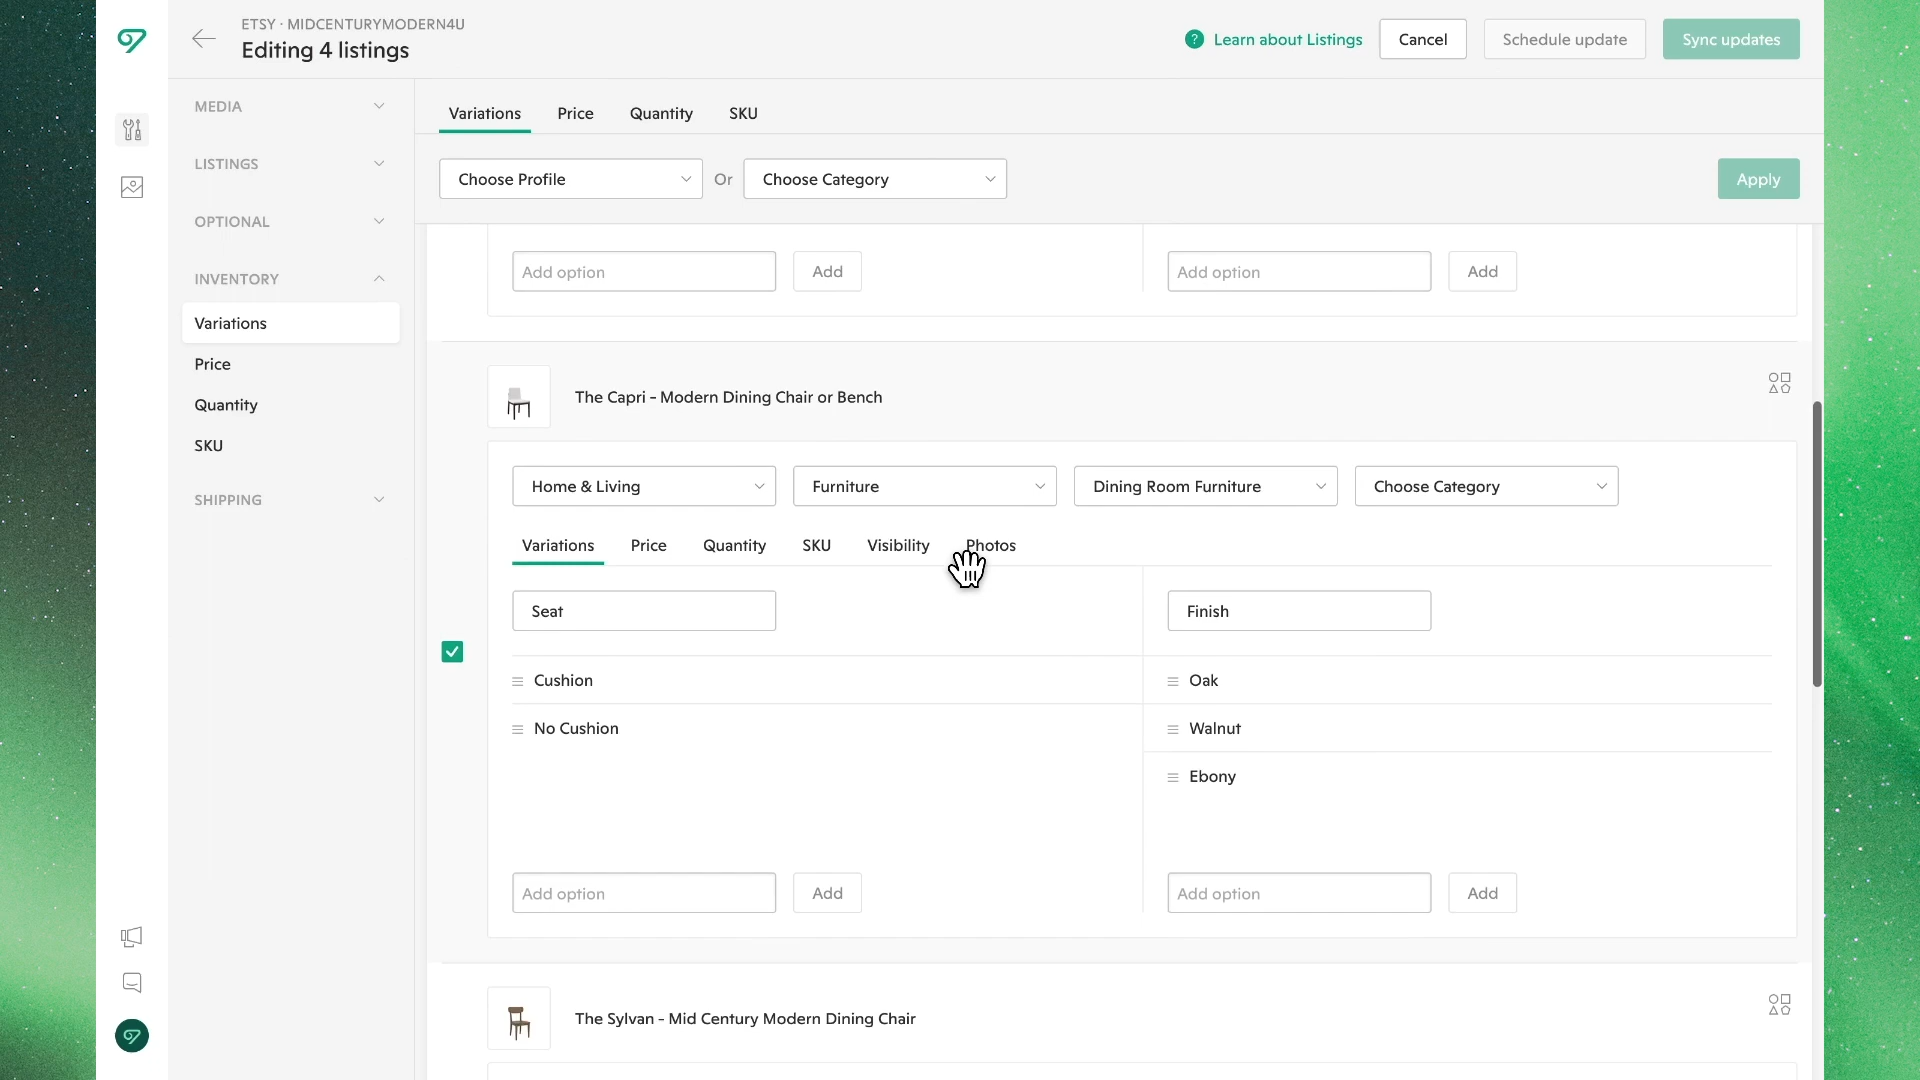 ETSY · MIDCENTURYMODERN4U
Editing 4 listings
? Learn about Listings
Cancel
Schedule update
Sync updates
MEDIA
LISTINGS
OPTIONAL
INVENTORY
Variations
Price
Quantity
SKU
SHIPPING
Variations Price Quantity SKU
Choose Profile Or Choose Category Apply
Add option Add Add option Add
The Capri - Modern Dining Chair or Bench
Home & Living Furniture Dining Room Furniture Choose Category
Variations Price Quantity SKU Visibility Photos
Seat Finish
Cushion Oak
No Cushion Walnut
Ebony
Add option Add Add option Add
The Sylvan - Mid Century Modern Dining Chair